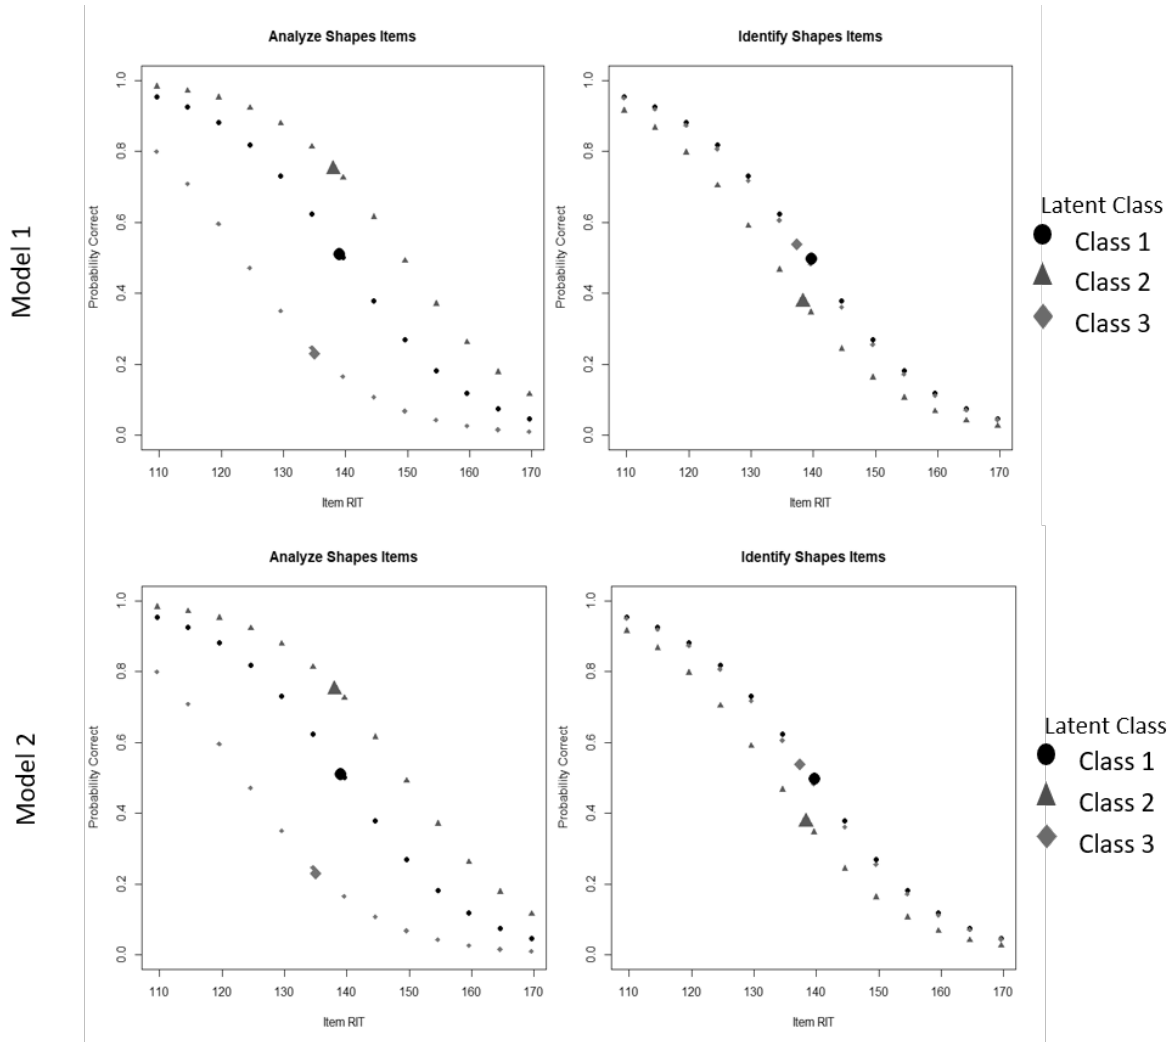 Model 1
Analyze Shapes Items
Probability Correct
1.0
0.8
0.6
0.4
0.2
0.0
110 120 130 140 150 160 170
Item RIT
Identify Shapes Items
Probability Correct
1.0
0.8
0.6
0.4
0.2
0.0
110 120 130 140 150 160 170
Item RIT
Latent Class
Class 1
Class 2
Class 3
Model 2
Analyze Shapes Items
Probability Correct
1.0
0.8
0.6
0.4
0.2
0.0
110 120 130 140 150 160 170
Item RIT
Identify Shapes Items
Probability Correct
1.0
0.8
0.6
0.4
0.2
0.0
110 120 130 140 150 160 170
Item RIT
Latent Class
Class 1
Class 2
Class 3